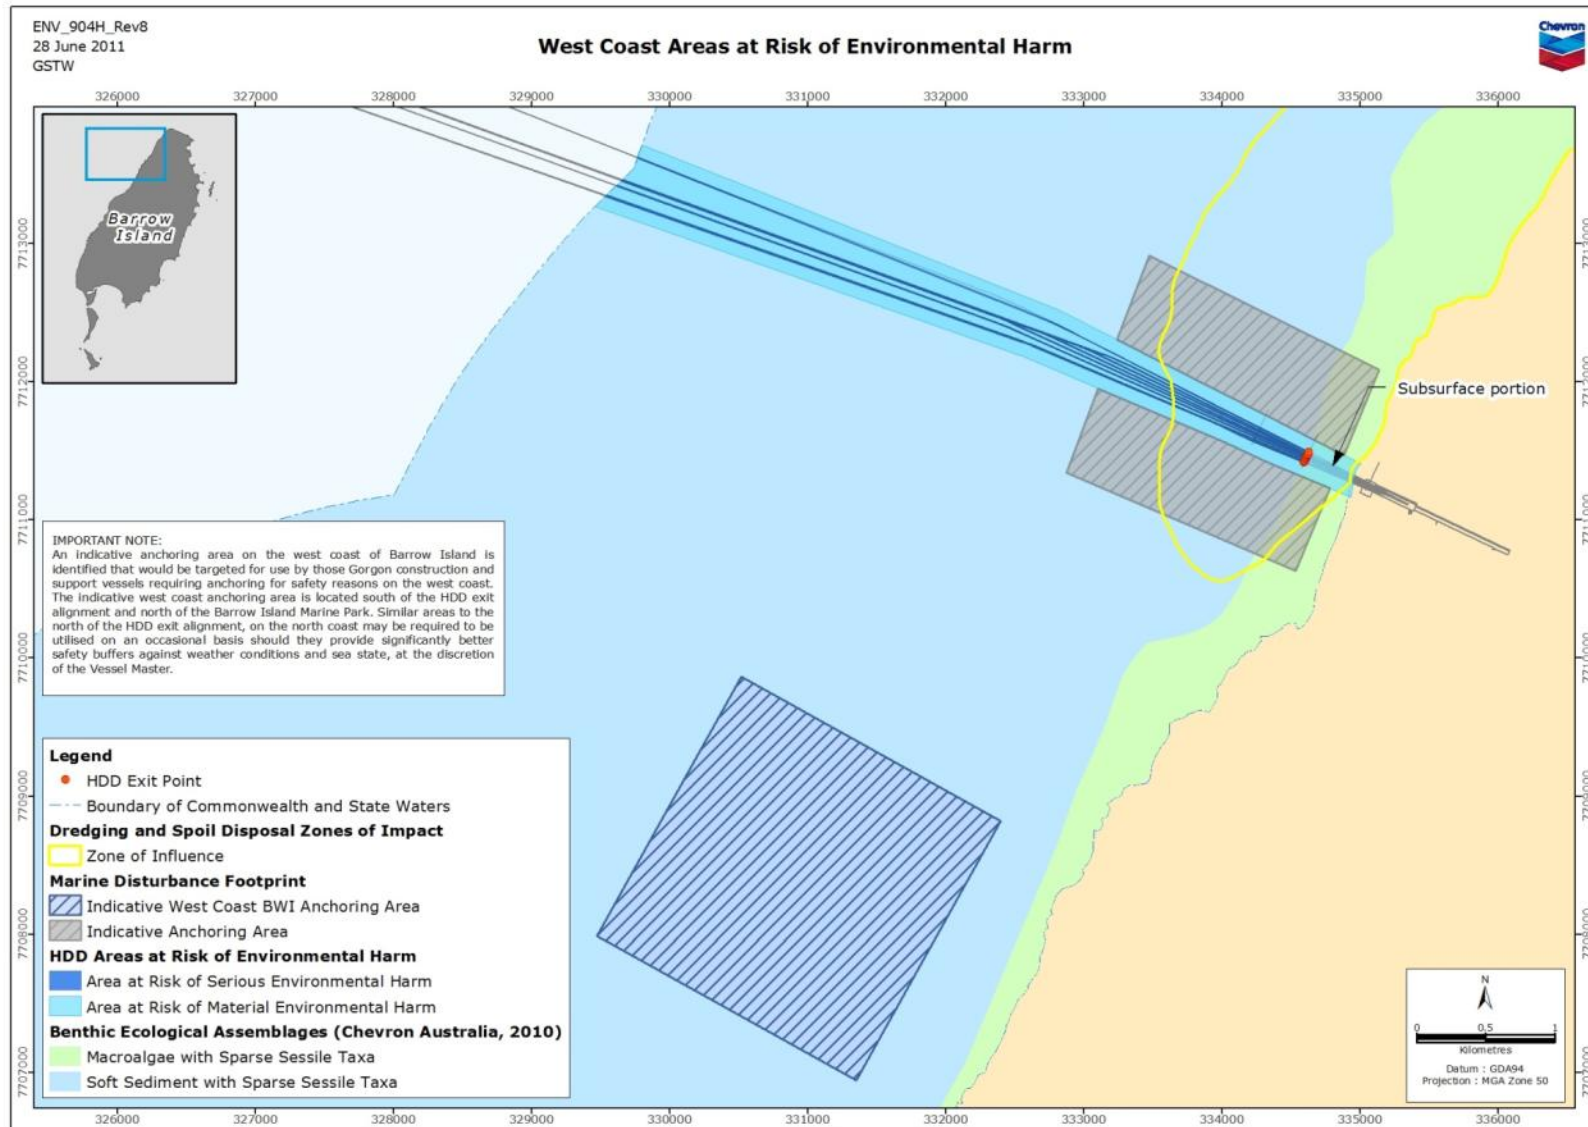 ENV_904H_Rev8
28 June 2011
GSTW
West Coast Areas at Risk of Environmental Harm
Chevron
326000 327000 328000 329000 330000 331000 332000 333000 334000 335000 336000
Barrow
Island
7713000 7713000
7712000 7712000
Subsurface portion
7711000 7711000
IMPORTANT NOTE:
An indicative anchoring area on the west coast of Barrow Island is
identified that would be targeted for use by those Gorgon construction and
support vessels requiring anchoring for safety reasons on the west coast.
The indicative west coast anchoring area is located south of the HDD exit
alignment and north of the Barrow Island Marine Park. Similar areas to the
north of the HDD exit alignment, on the north coast may be required to be
utilised on an occasional basis should they provide significantly better
safety buffers against weather conditions and sea state, at the discretion
of the Vessel Master.
7710000 7710000
Legend
HDD Exit Point
Boundary of Commonwealth and State Waters
Dredging and Spoil Disposal Zones of Impact
Zone of Influence
Marine Disturbance Footprint
Indicative West Coast BWI Anchoring Area
Indicative Anchoring Area
HDD Areas at Risk of Environmental Harm
Area at Risk of Serious Environmental Harm
Area at Risk of Material Environmental Harm
Benthic Ecological Assemblages (Chevron Australia, 2010)
Macroalgae with Sparse Sessile Taxa
Soft Sediment with Sparse Sessile Taxa
7709000 7709000
7708000 7708000
7707000 7707000
N
0 0.5 1
Kilometres
Datum : GDA94
Projection : MGA Zone 50
326000 327000 328000 329000 330000 331000 332000 333000 334000 335000 336000